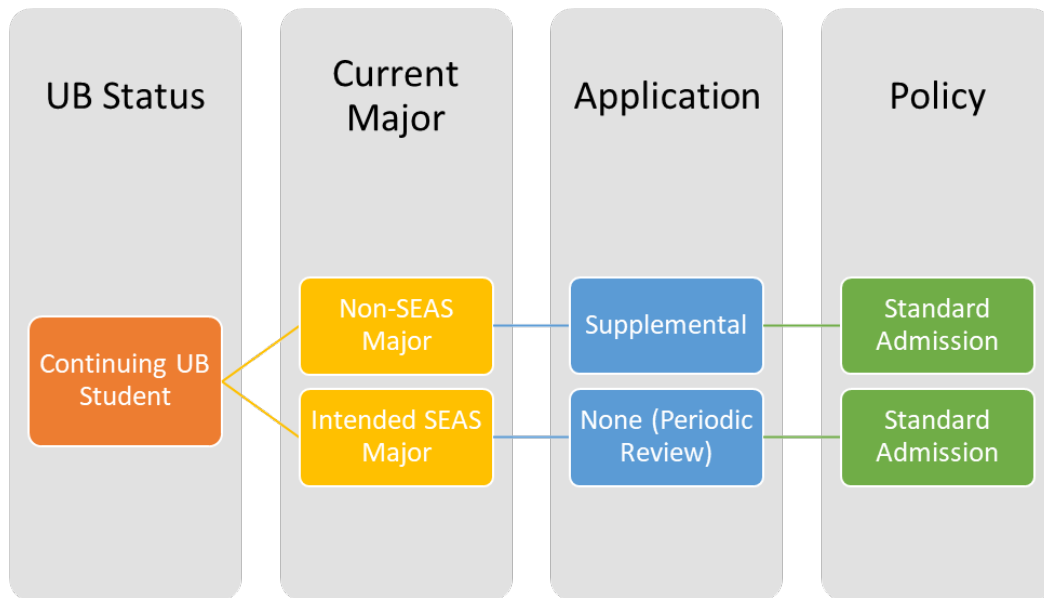 UB Status
Current
Major
Application
Policy
Continuing UB
Student
Non-SEAS
Major
Supplemental
Standard
Admission
Intended SEAS
Major
None (Periodic
Review)
Standard
Admission